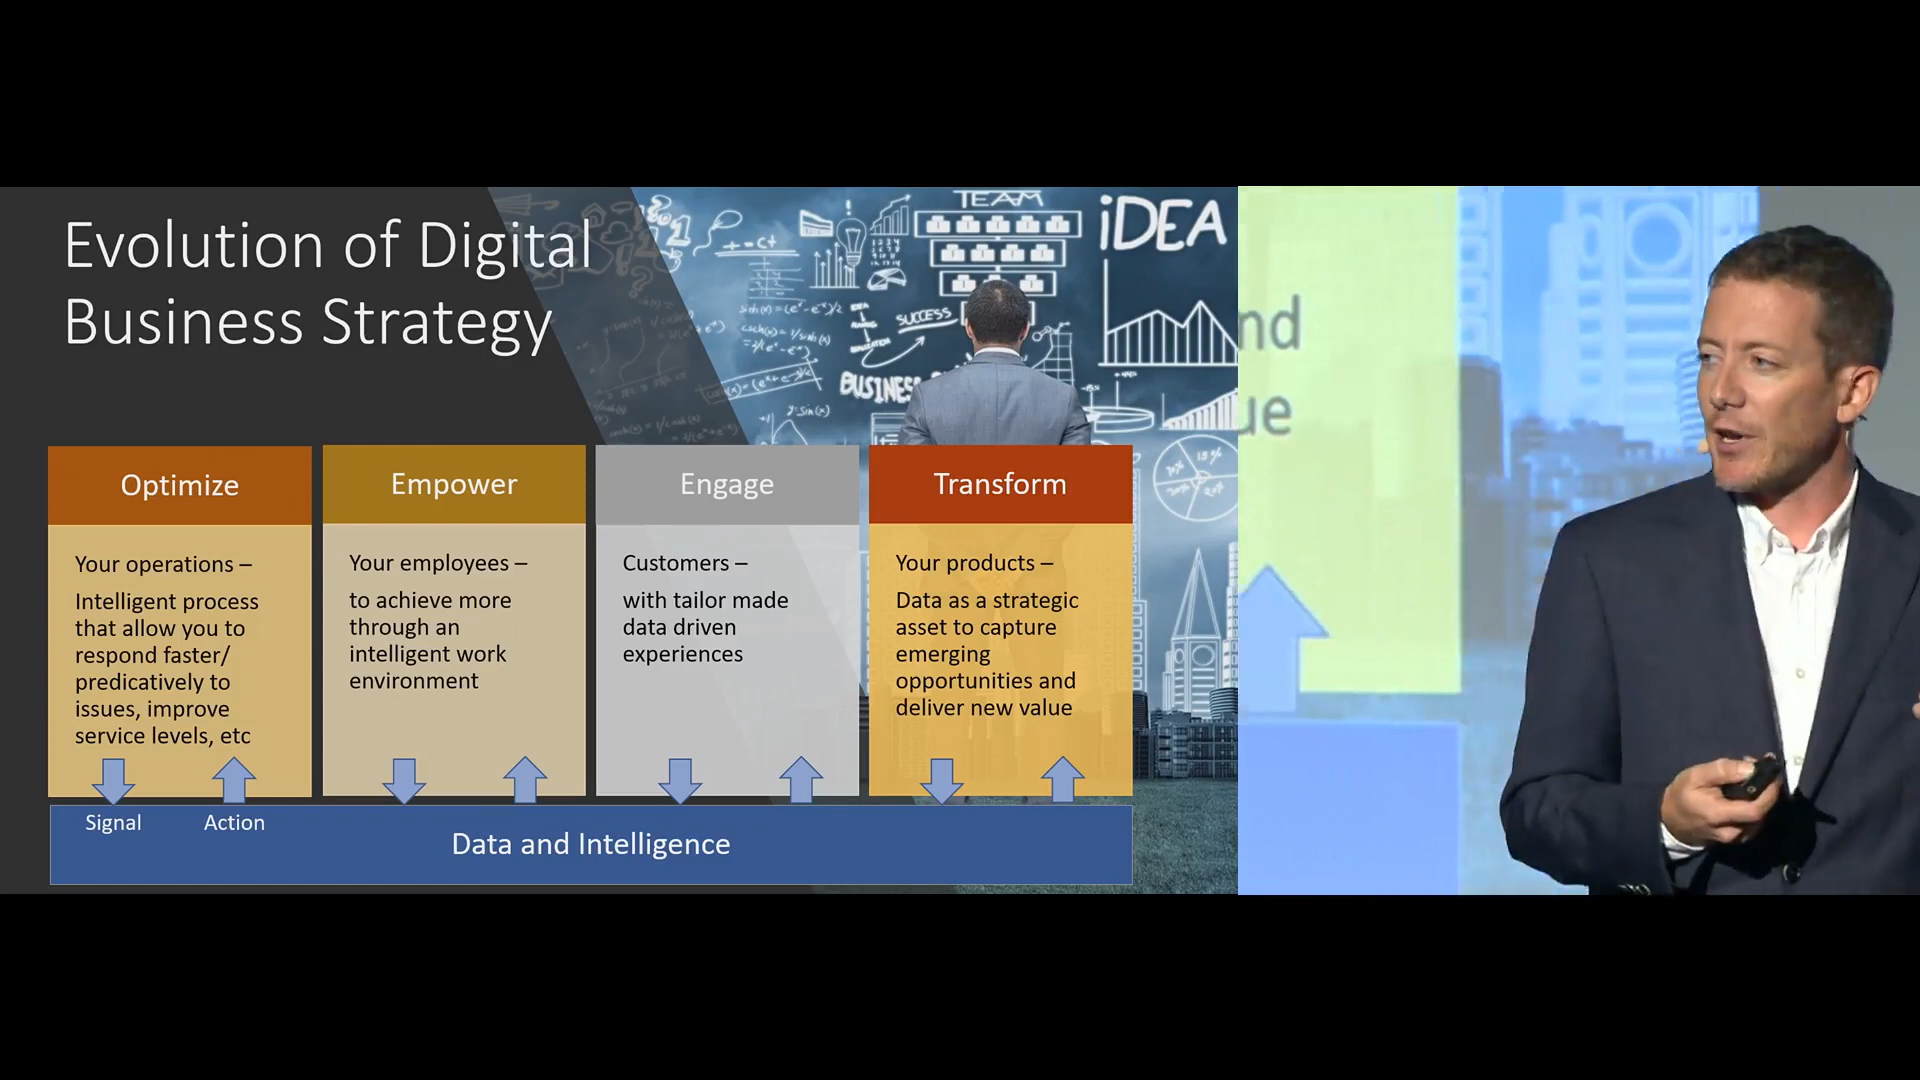 Evolution of Digital
Business Strategy
TEAM
iDEA
SUCCESS
BUSINESS
Optimize
Your operations –
Intelligent process
that allow you to
respond faster/
predicatively to
issues, improve
service levels, etc
Empower
Your employees –
to achieve more
through an
intelligent work
environment
Engage
Customers –
with tailor made
data driven
experiences
Transform
Your products –
Data as a strategic
asset to capture
emerging
opportunities and
deliver new value
Signal
Action
Data and Intelligence
nd
ue